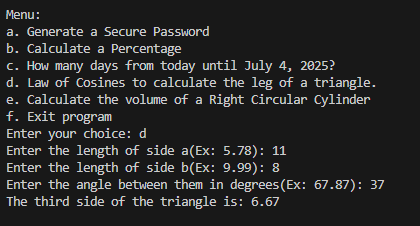 Menu:
a. Generate a Secure Password
b. Calculate a Percentage
c. How many days from today until July 4, 2025?
d. Law of Cosines to calculate the leg of a triangle.
e. Calculate the volume of a Right Circular Cylinder
f. Exit program
Enter your choice: d
Enter the length of side a(Ex: 5.78): 11
Enter the length of side b(Ex: 9.99): 8
Enter the angle between them in degrees(Ex: 67.87): 37
The third side of the triangle is: 6.67